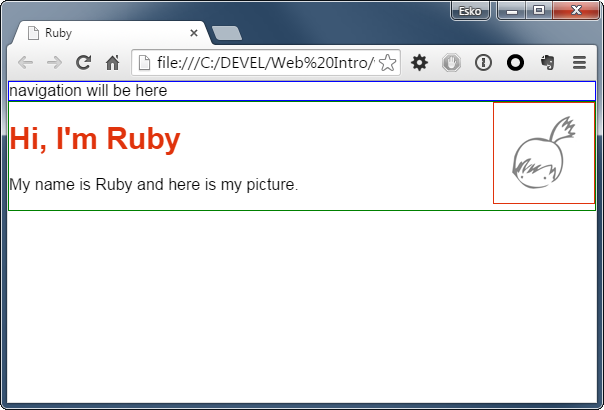 Esko
Ruby
file:///C:/DEVEL/Web%20Intro/
navigation will be here
Hi, I'm Ruby
My name is Ruby and here is my picture.